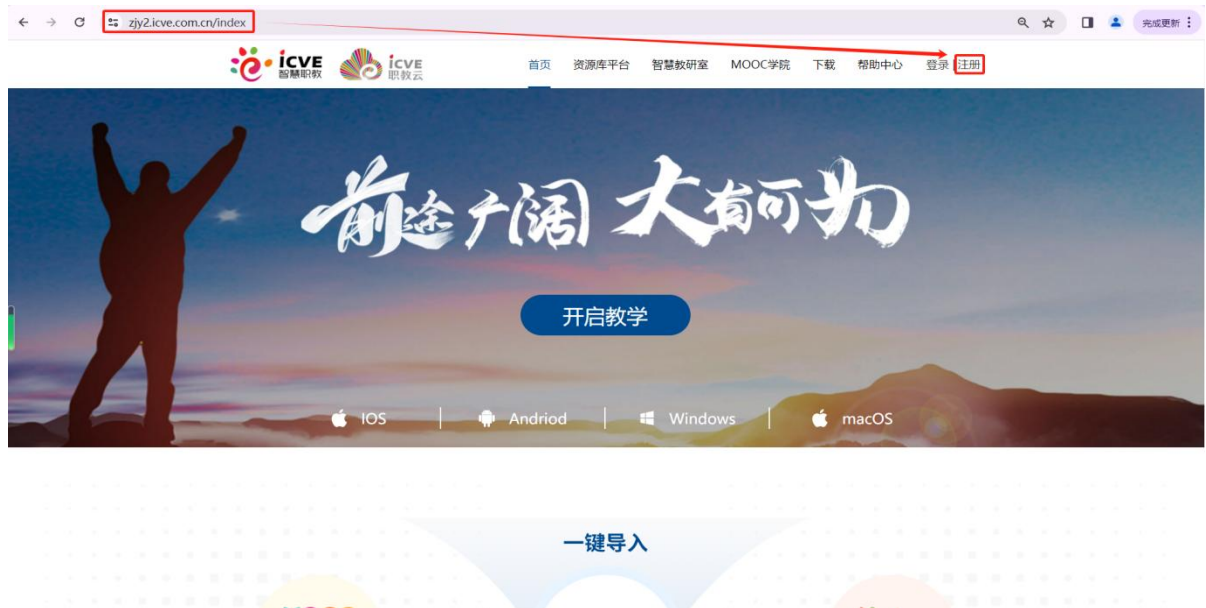 zjy2.icve.com.cn/index
完成更新
icve 智慧职教
icve 职教云
首页 资源库平台 智慧教研室 MOOC学院 下载 帮助中心 登录 注册
前途广阔 大有可为
开启教学
IOS Andriod Windows macOS
一键导入